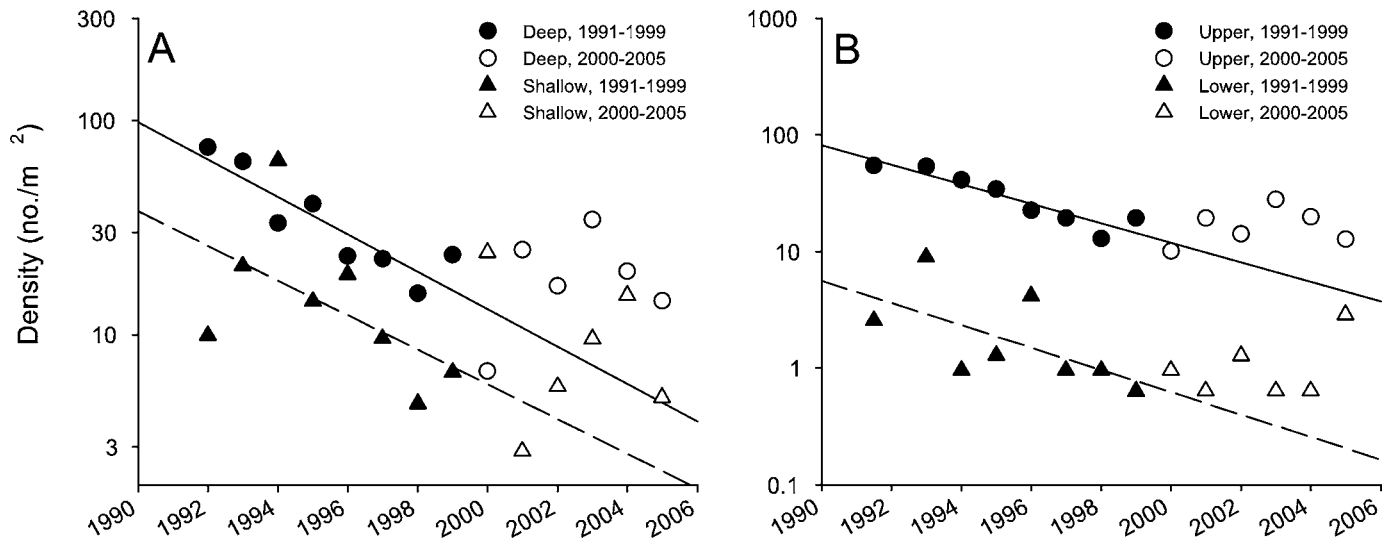 A
Deep, 1991-1999
Deep, 2000-2005
Shallow, 1991-1999
Shallow, 2000-2005
Density (no./m 2)
300
100
30
10
3
1990
1992
1994
1996
1998
2000
2002
2004
2006
B
Upper, 1991-1999
Upper, 2000-2005
Lower, 1991-1999
Lower, 2000-2005
1000
100
10
1
0.1
1990
1992
1994
1996
1998
2000
2002
2004
2006